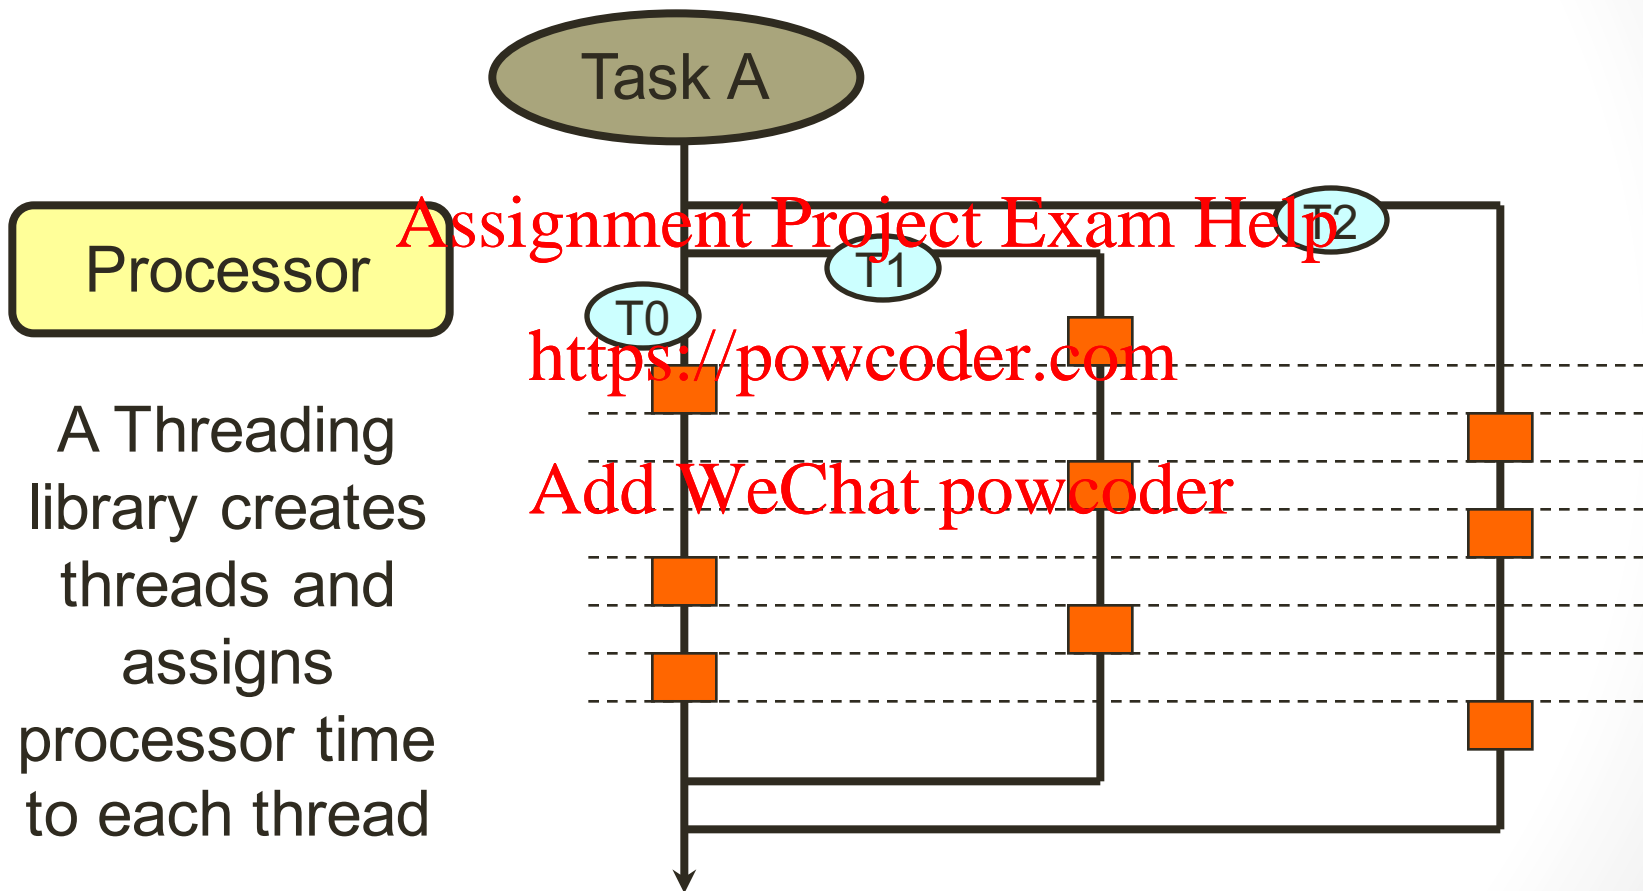 Task A
Assignment Project Exam Help
T2
Processor
T1
T0
https://powcoder.com
A Threading
library creates
threads and
assigns
processor time
to each thread
Add WeChat powcoder